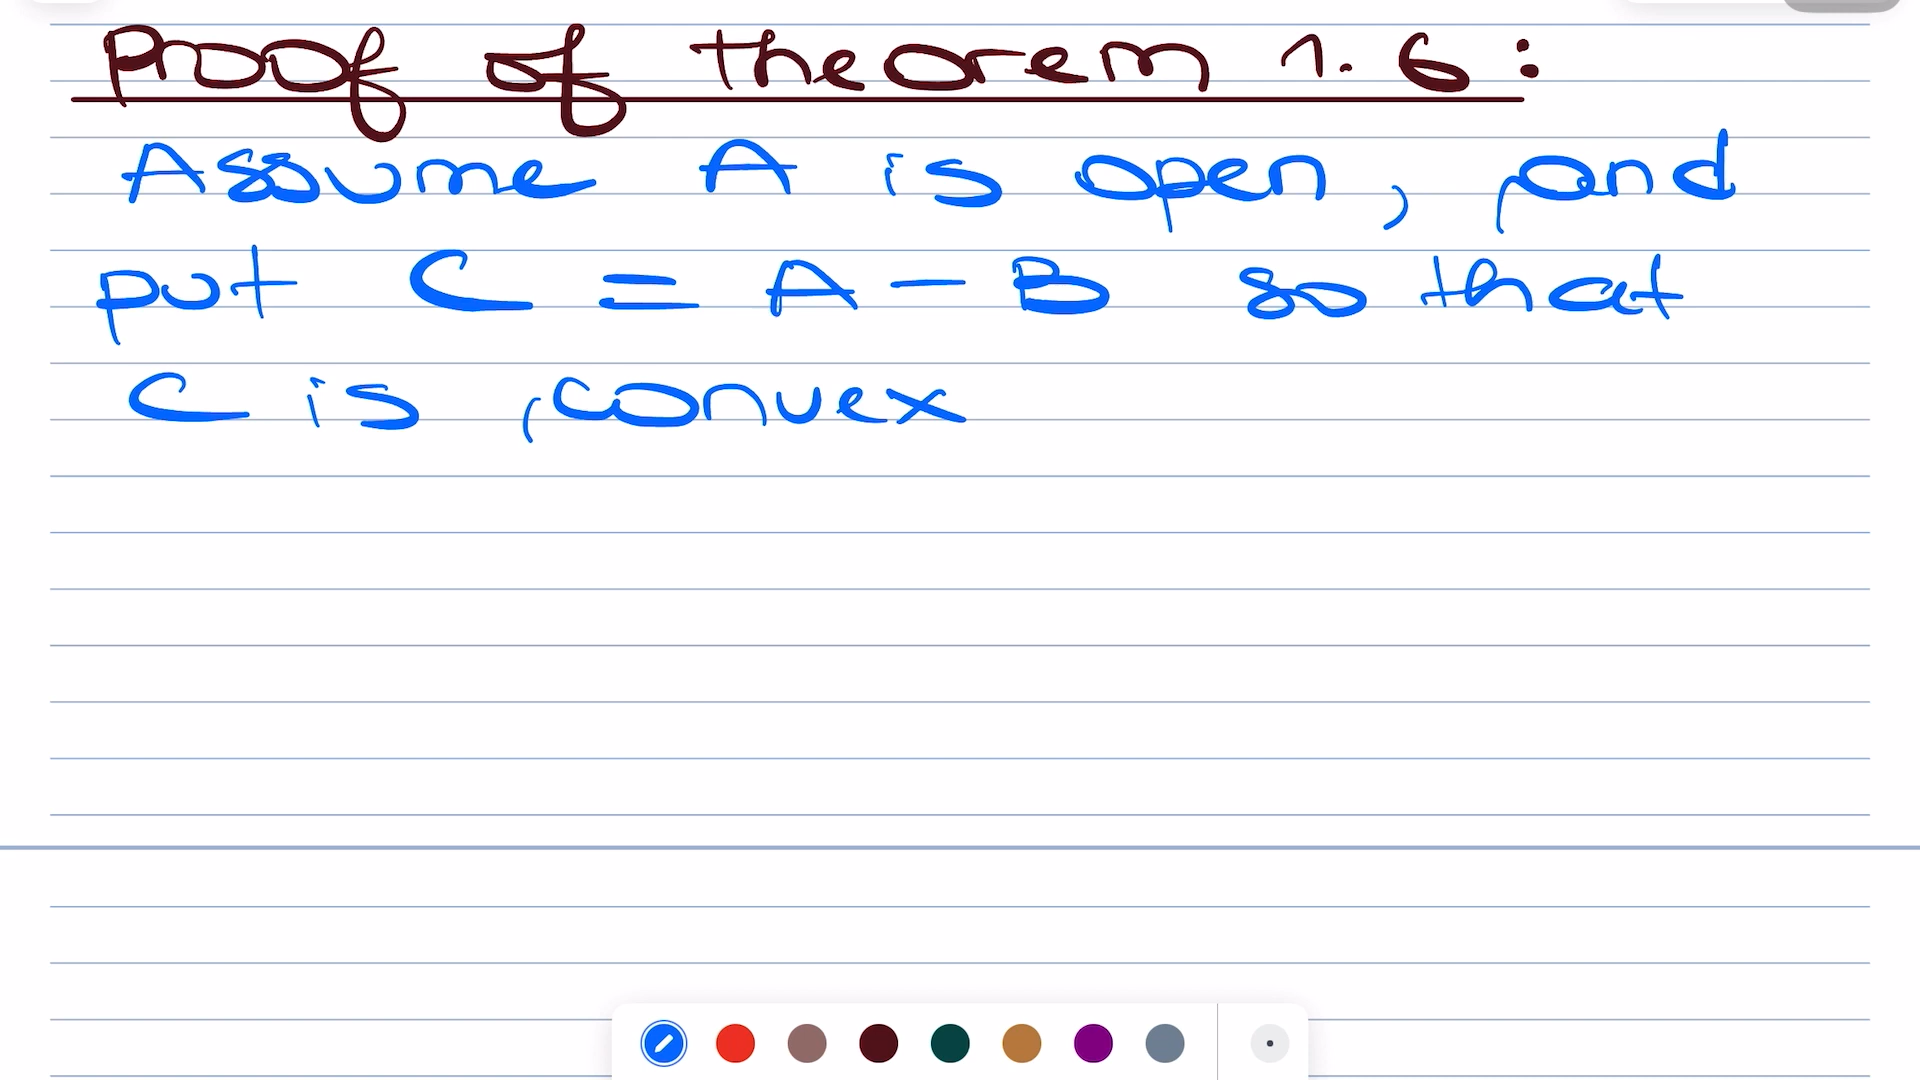 Proof of theorem 1.6:
Assume A is open, and
put C = A - B so that
C is convex